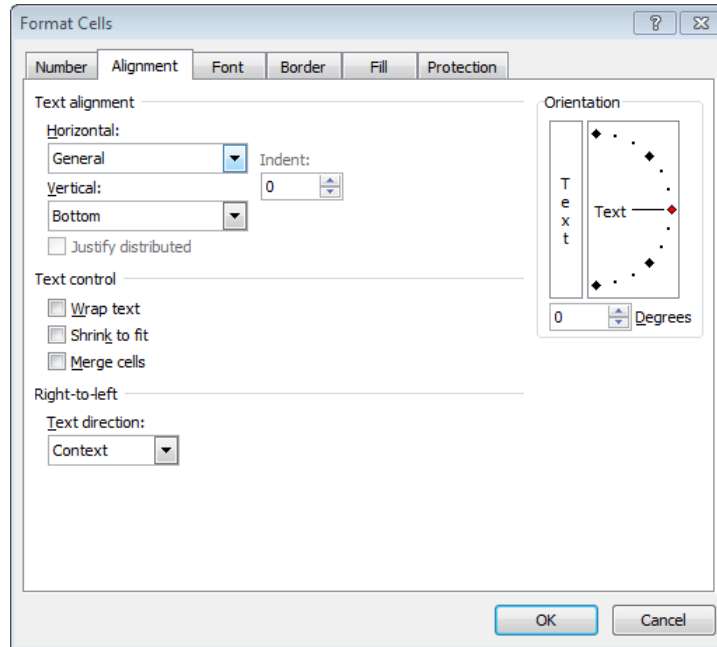 Format Cells
Number Alignment Font Border Fill Protection
Text alignment
Horizontal:
General
Indent:
0
Vertical:
Bottom
Justify distributed
Text control
Wrap text
Shrink to fit
Merge cells
Right-to-left
Text direction:
Context
Orientation
T
e
x
t
Text
0 Degrees
OK Cancel